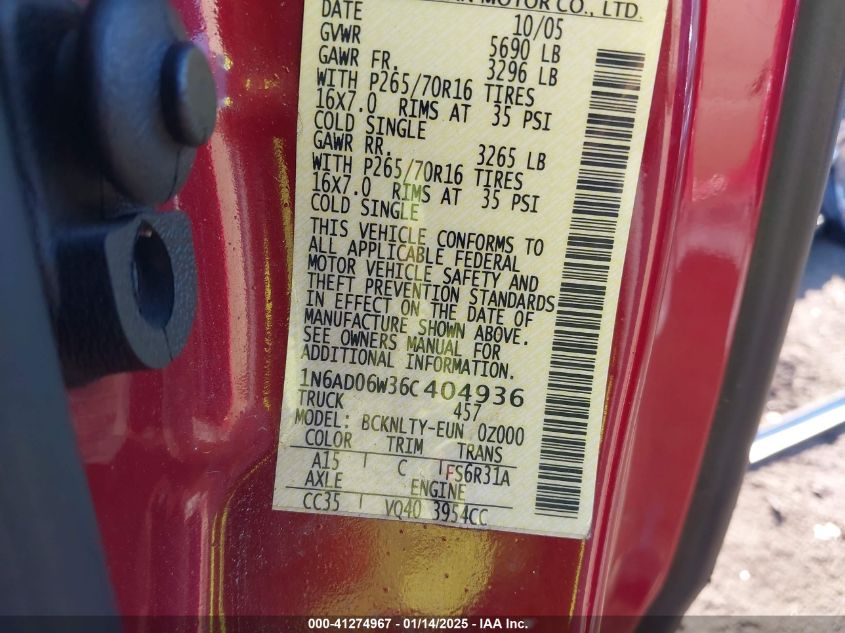 MOTOR CO., LTD.
DATE 10/05
GVWR 5690 LB
GAWR FR. 3296 LB
WITH P265/70R16 TIRES
16X7.0 RIMS AT 35 PSI
COLD SINGLE
GAWR RR. 3265 LB
WITH P265/70R16 TIRES
16X7.0 RIMS AT 35 PSI
COLD SINGLE
THIS VEHICLE CONFORMS TO
ALL APPLICABLE FEDERAL
MOTOR VEHICLE SAFETY AND
THEFT PREVENTION STANDARDS
IN EFFECT ON THE DATE OF
MANUFACTURE SHOWN ABOVE.
SEE OWNERS MANUAL FOR
ADDITIONAL INFORMATION.
1N6AD06W36C404936
TRUCK 457
MODEL: BCKNLTY-EUN 0Z000
COLOR TRIM TRANS
A15 C FS6R31A
AXLE ENGINE
CC35 VQ40 3954CC
000-41274967 — 01/14/2025 — IAA Inc.